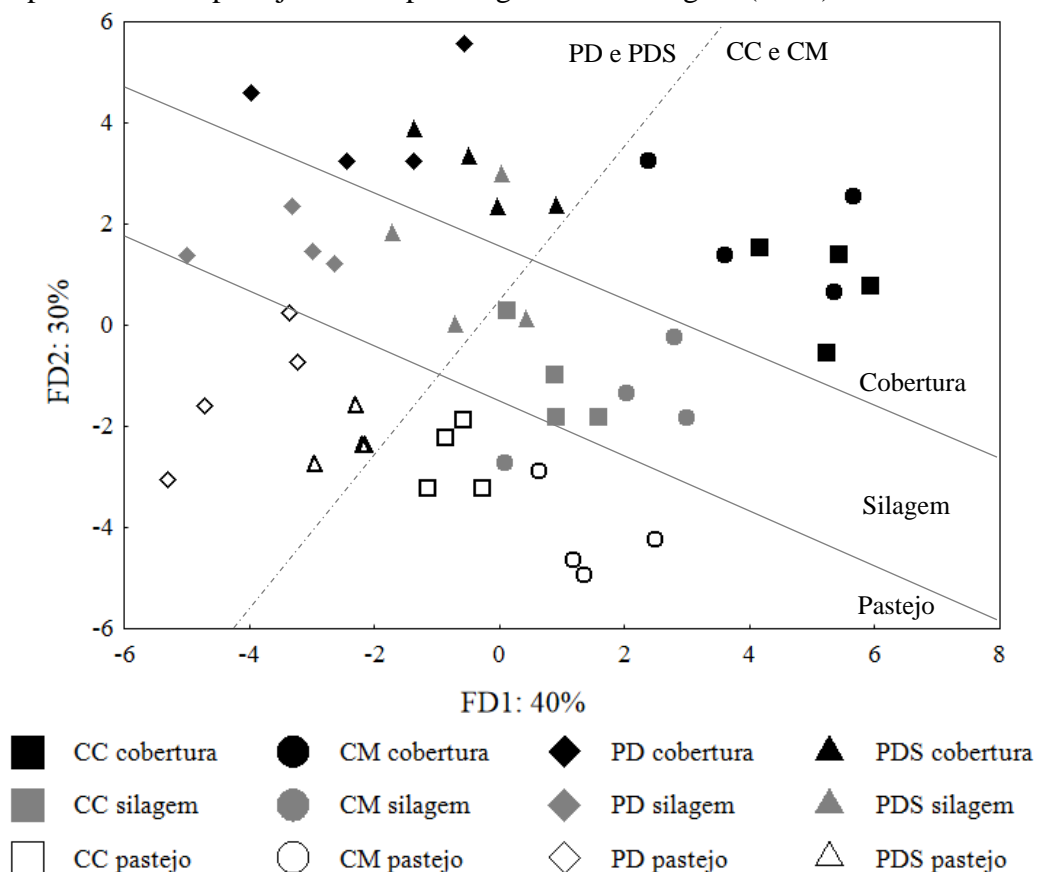 6
PD e PDS CC e CM
4
2
0
-2
-4
-6
FD2: 30%
Cobertura
Silagem
Pastejo
-6 -4 -2 0 2 4 6 8
FD1: 40%
CC cobertura CM cobertura PD cobertura PDS cobertura
CC silagem CM silagem PD silagem PDS silagem
CC pastejo CM pastejo PD pastejo PDS pastejo